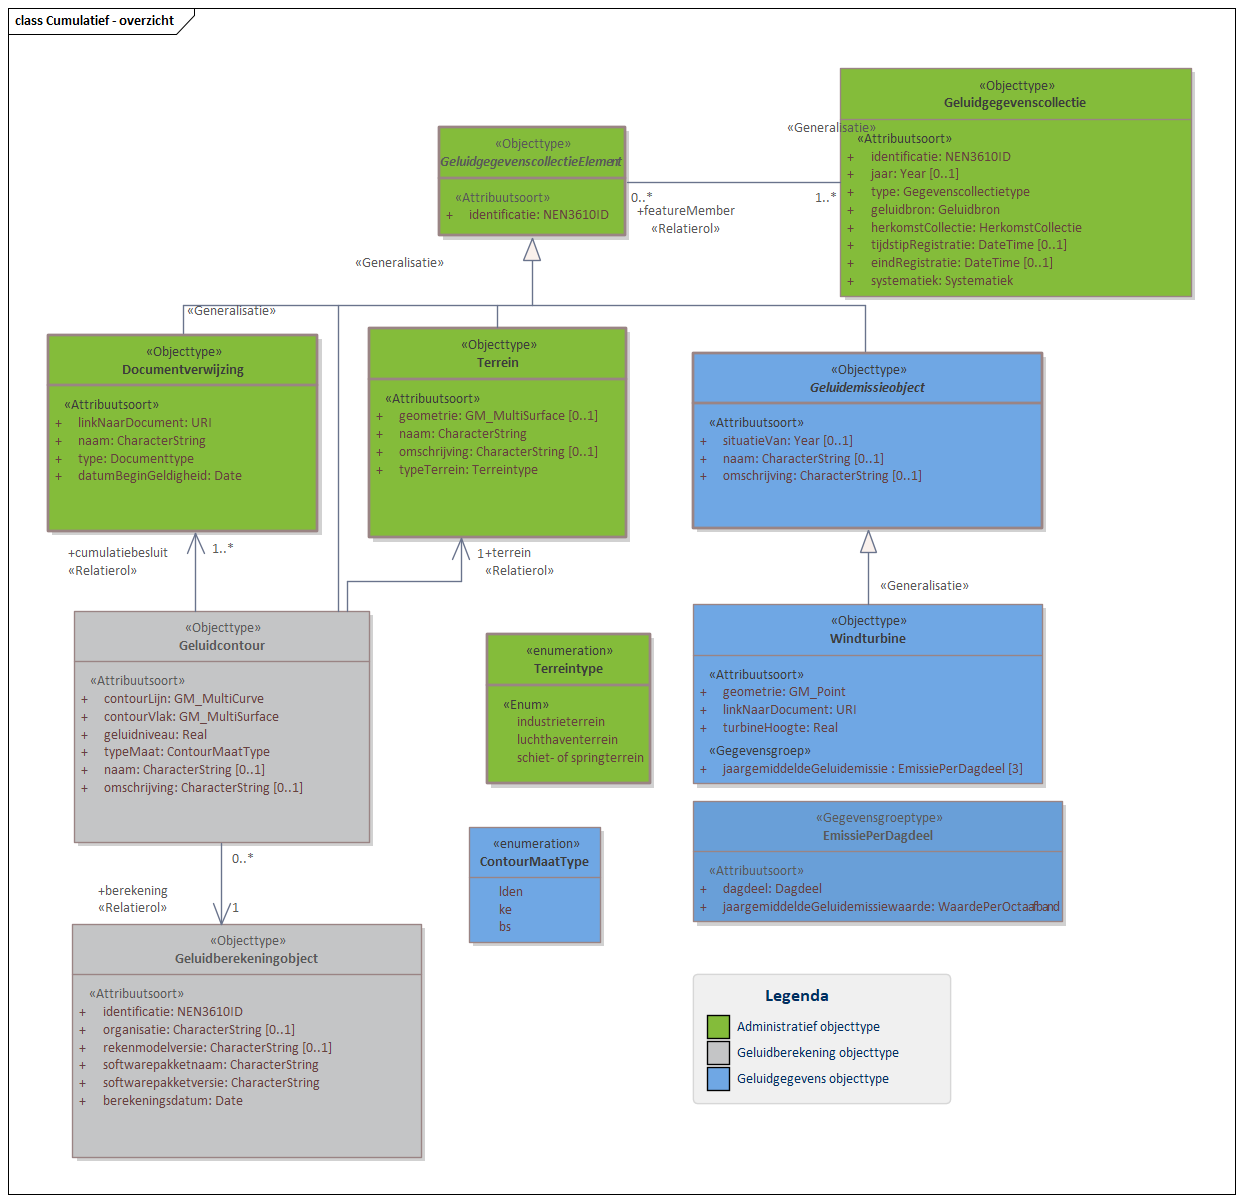 class Cumulatief - overzicht
«Objecttype»
Geluidgegevenscollectie
«Attribuutsoort»
+ identificatie: NEN3610ID
+ jaar: Year [0..1]
+ type: Gegevenscollectietype
+ geluidbron: Geluidbron
+ herkomstCollectie: HerkomstCollectie
+ tijdstipRegistratie: DateTime [0..1]
+ eindRegistratie: DateTime [0..1]
+ systematiek: Systematiek
«Generalisatie»
«Objecttype»
GeluidgegevenscollectieElement
«Attribuutsoort»
+ identificatie: NEN3610ID
0..*
+featureMember
«Relatierol»
1..*
«Generalisatie»
«Generalisatie»
«Objecttype»
Documentverwijzing
«Attribuutsoort»
+ linkNaarDocument: URI
+ naam: CharacterString
+ type: Documenttype
+ datumBeginGeldigheid: Date
«Objecttype»
Terrein
«Attribuutsoort»
+ geometrie: GM_MultiSurface [0..1]
+ naam: CharacterString
+ omschrijving: CharacterString [0..1]
+ typeTerrein: Terreintype
«Objecttype»
Geluidemissieobject
«Attribuutsoort»
+ situatieVan: Year [0..1]
+ naam: CharacterString [0..1]
+ omschrijving: CharacterString [0..1]
+cumulatiebesluit
«Relatierol»
1..*
1
+terrein
«Relatierol»
«Generalisatie»
«Objecttype»
Geluidcontour
«Attribuutsoort»
+ contourLijn: GM_MultiCurve
+ contourVlak: GM_MultiSurface
+ geluidniveau: Real
+ typeMaat: ContourMaatType
+ naam: CharacterString [0..1]
+ omschrijving: CharacterString [0..1]
«enumeration»
Terreintype
«Enum»
industrieterrein
luchthaventerrein
schiet- of springterrein
«Objecttype»
Windturbine
«Attribuutsoort»
+ geometrie: GM_Point
+ linkNaarDocument: URI
+ turbineHoogte: Real
«Gegevensgroep»
+ jaargemiddeldeGeluidemissie : EmissiePerDagdeel [3]
«Gegevensgroeptype»
EmissiePerDagdeel
«Attribuutsoort»
+ dagdeel: Dagdeel
+ jaargemiddeldeGeluidemissiewaarde: WaardePerOctaafband
«enumeration»
ContourMaatType
lden
ke
bs
0..*
+berekening
«Relatierol»
1
«Objecttype»
Geluidberekeningobject
«Attribuutsoort»
+ identificatie: NEN3610ID
+ organisatie: CharacterString [0..1]
+ rekenmodelversie: CharacterString [0..1]
+ softwarepakketnaam: CharacterString
+ softwarepakketversie: CharacterString
+ berekeningsdatum: Date
Legenda
Administratief objecttype
Geluidberekening objecttype
Geluidgegevens objecttype